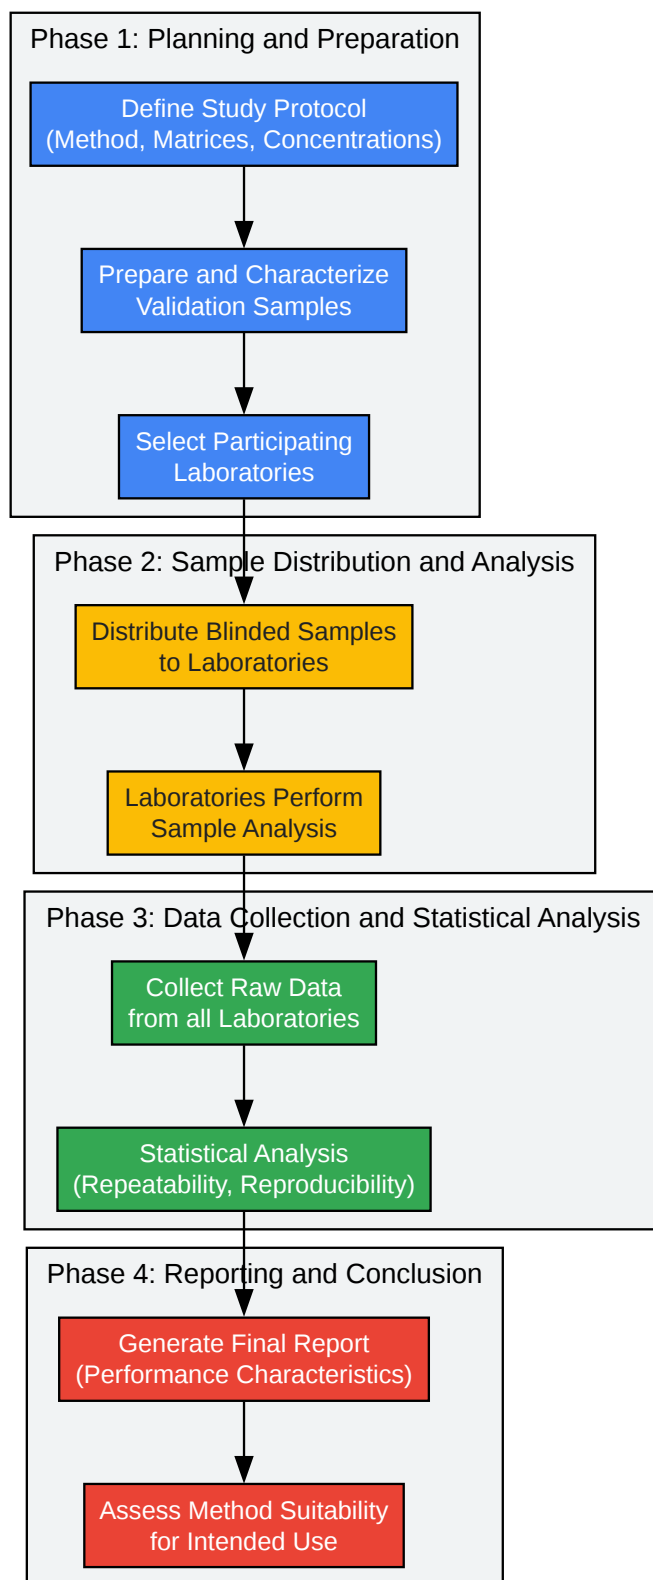 Phase 1: Planning and Preparation
Define Study Protocol
(Method, Matrices, Concentrations)
Prepare and Characterize
Validation Samples
Select Participating
Laboratories
Phase 2: Sample Distribution and Analysis
Distribute Blinded Samples
to Laboratories
Laboratories Perform
Sample Analysis
Phase 3: Data Collection and Statistical Analysis
Collect Raw Data
from all Laboratories
Statistical Analysis
(Repeatability, Reproducibility)
Phase 4: Reporting and Conclusion
Generate Final Report
(Performance Characteristics)
Assess Method Suitability
for Intended Use